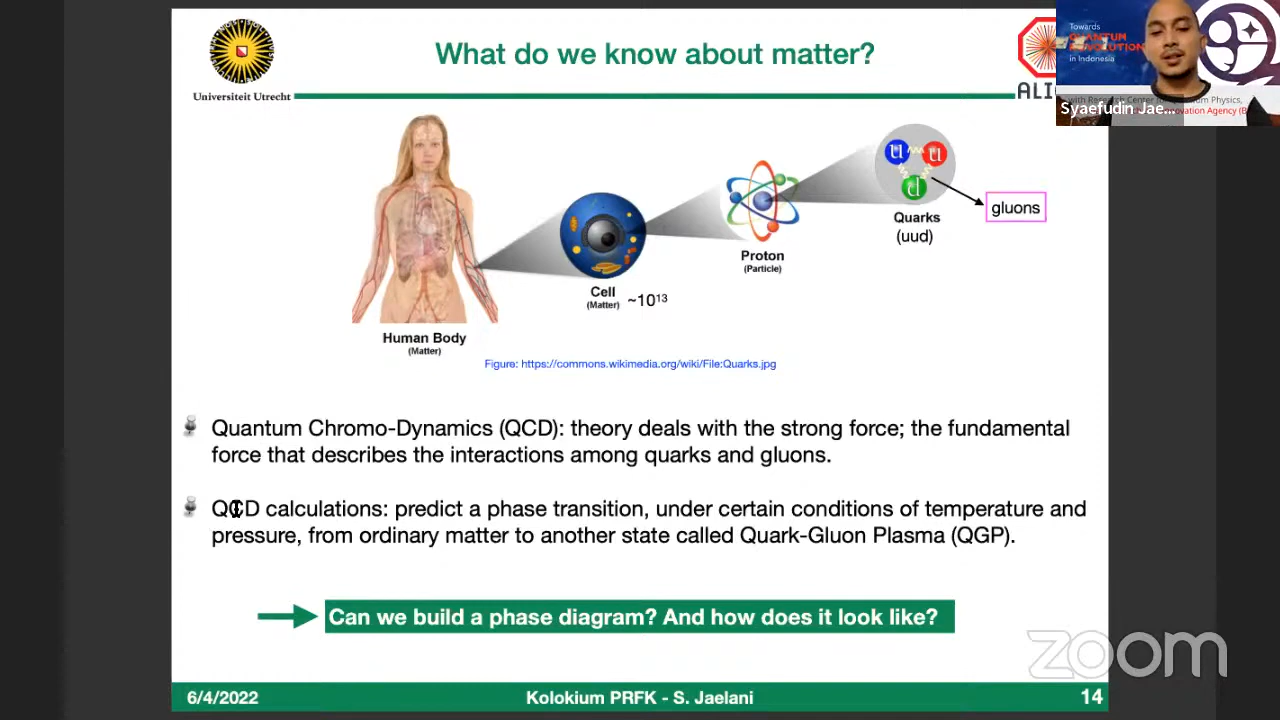 What do we know about matter?
Universiteit Utrecht
ALI
Towards
QUANTUM
in Indonesia
Syaefudin Jae...
u
u
d
gluons
Quarks
(uud)
Proton
(Particle)
Cell
(Matter)
~10¹³
Human Body
(Matter)
Figure: https://commons.wikimedia.org/wiki/File:Quarks.jpg
Quantum Chromo-Dynamics (QCD): theory deals with the strong force; the fundamental
force that describes the interactions among quarks and gluons.
QCD calculations: predict a phase transition, under certain conditions of temperature and
pressure, from ordinary matter to another state called Quark-Gluon Plasma (QGP).
Can we build a phase diagram? And how does it look like?
zoom
6/4/2022
Kolokium PRFK - S. Jaelani
14